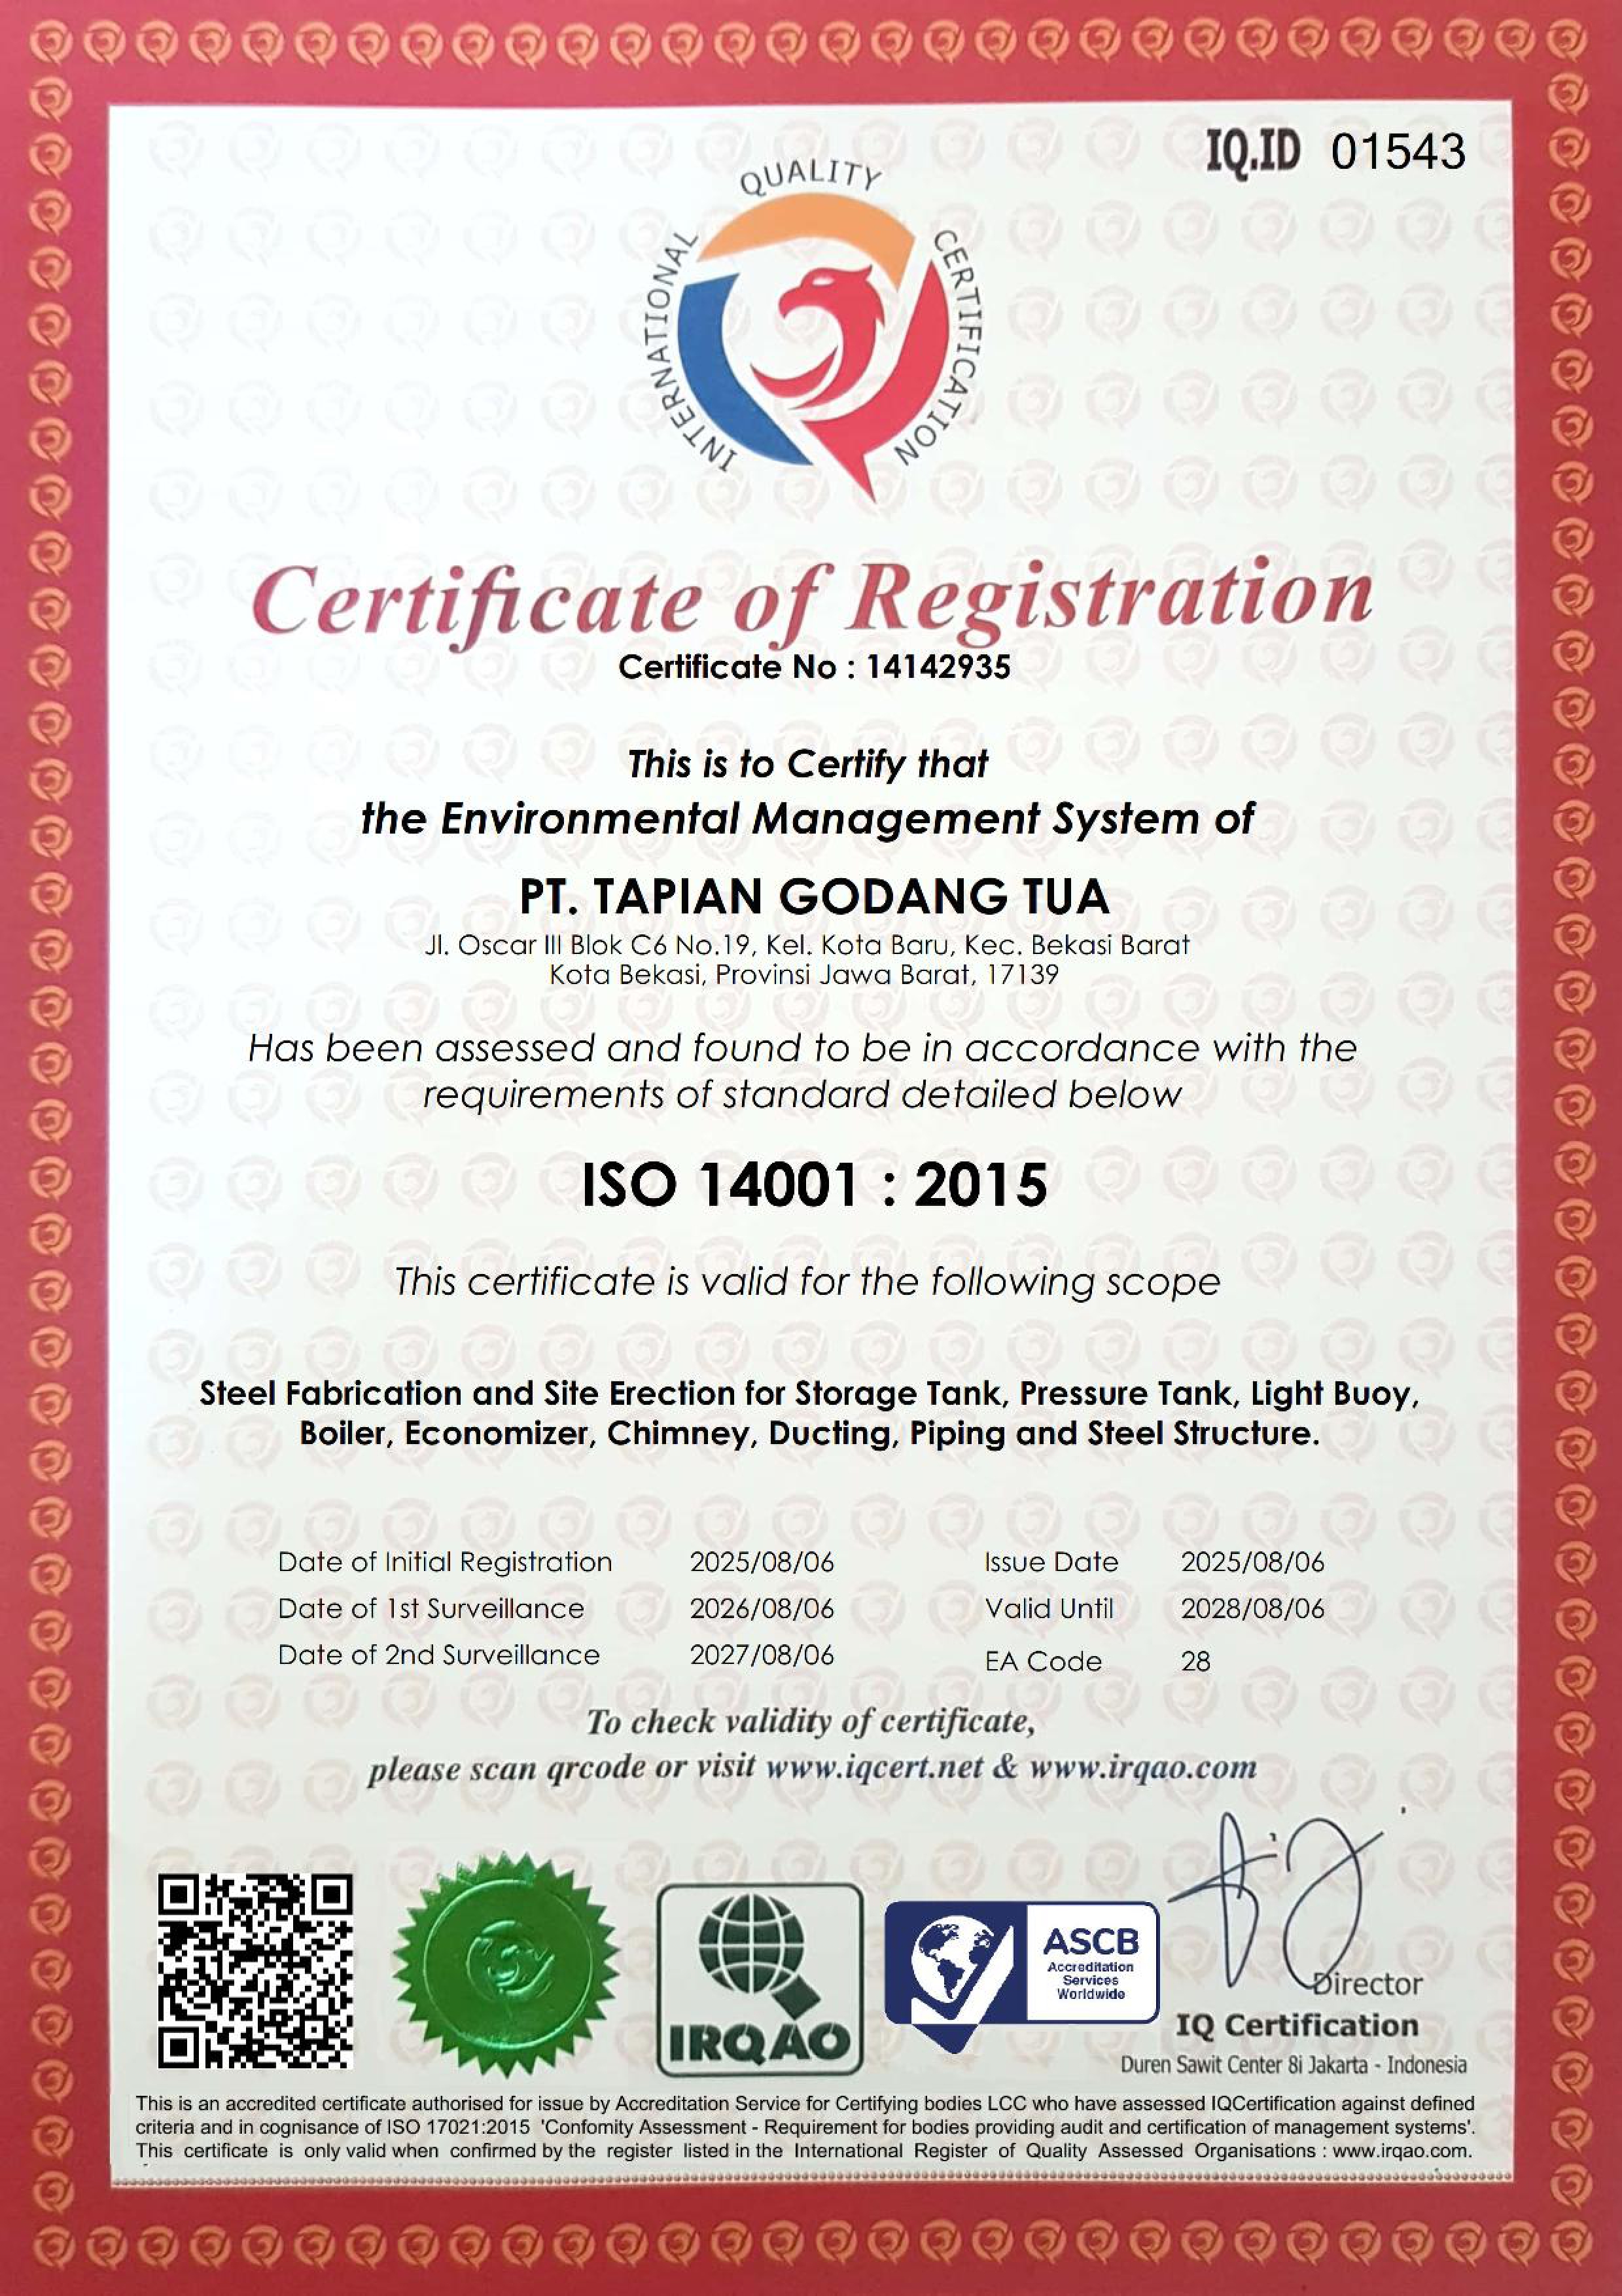 IQ.ID 01543
INTERNATIONAL QUALITY CERTIFICATION
Certificate of Registration
Certificate No : 14142935
This is to Certify that
the Environmental Management System of
PT. TAPIAN GODANG TUA
Jl. Oscar III Blok C6 No.19, Kel. Kota Baru, Kec. Bekasi Barat
Kota Bekasi, Provinsi Jawa Barat, 17139
Has been assessed and found to be in accordance with the
requirements of standard detailed below
ISO 14001 : 2015
This certificate is valid for the following scope
Steel Fabrication and Site Erection for Storage Tank, Pressure Tank, Light Buoy,
Boiler, Economizer, Chimney, Ducting, Piping and Steel Structure.
Date of Initial Registration 2025/08/06 Issue Date 2025/08/06
Date of 1st Surveillance 2026/08/06 Valid Until 2028/08/06
Date of 2nd Surveillance 2027/08/06 EA Code 28
To check validity of certificate,
please scan qrcode or visit www.iqcert.net & www.irqao.com
IRQAO
ASCB
Accreditation
Services
Worldwide
Director
IQ Certification
Duren Sawit Center 8i Jakarta - Indonesia
This is an accredited certificate authorised for issue by Accreditation Service for Certifying bodies LCC who have assessed IQCertification against defined
criteria and in cognisance of ISO 17021:2015 'Confomity Assessment - Requirement for bodies providing audit and certification of management systems'.
This certificate is only valid when confirmed by the register listed in the International Register of Quality Assessed Organisations : www.irqao.com.